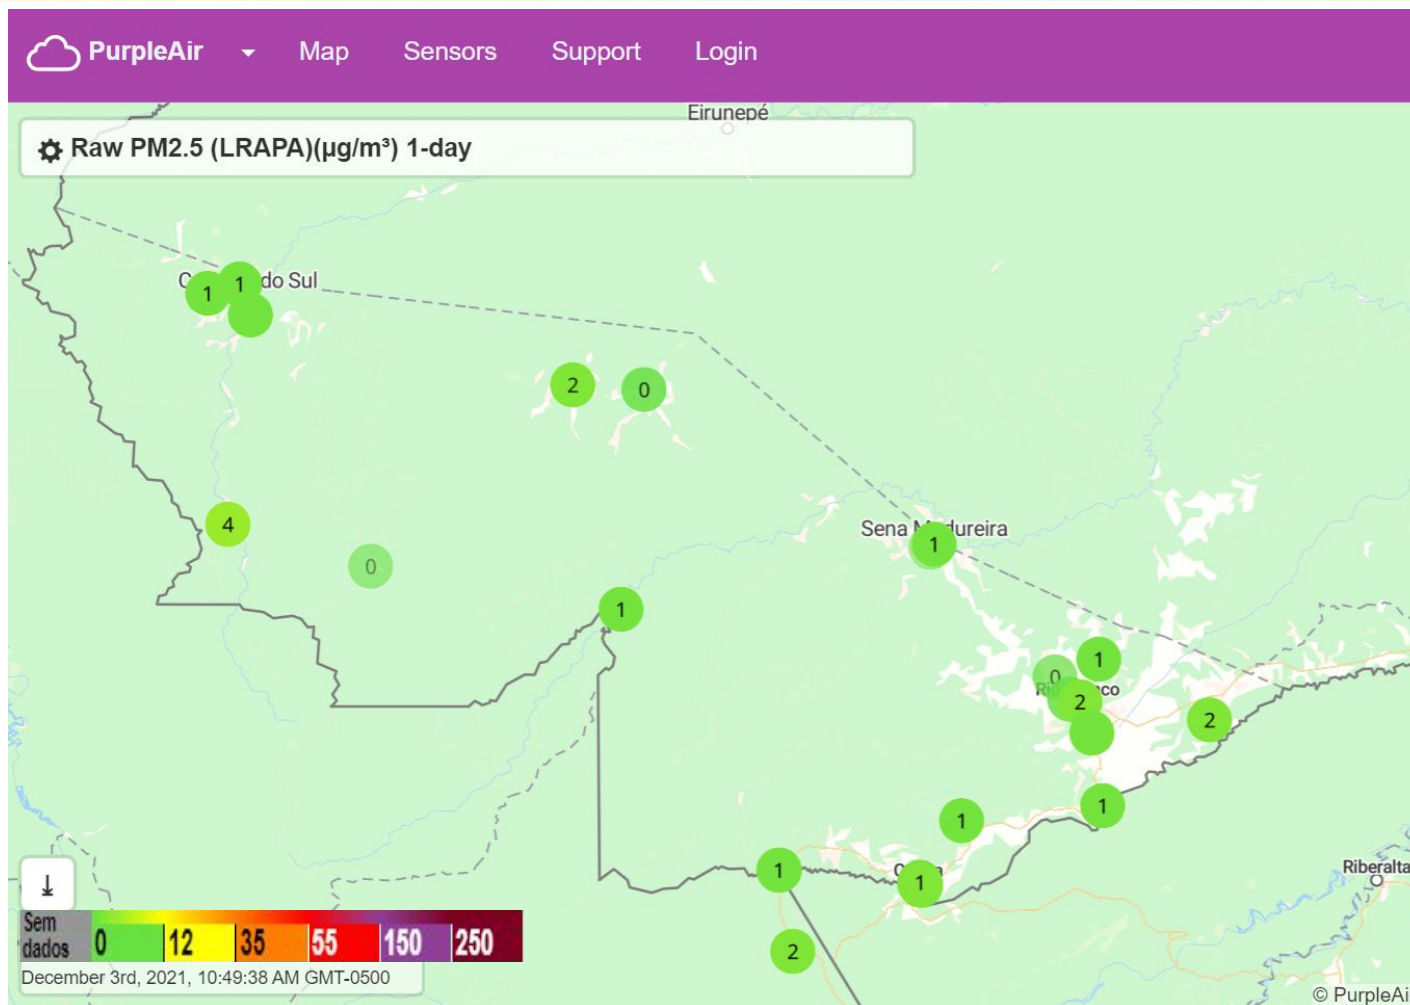 PurpleAir Map Sensors Support Login
Eirunepé
Raw PM2.5 (LRAPA)(µg/m³) 1-day
1
1
do Sul
2
0
4
0
Sena Madureira
1
1
1
0
2
2
1
1
1
1
2
Riberalta
Sem dados
0 12 35 55 150 250
December 3rd, 2021, 10:49:38 AM GMT-0500
© PurpleAi